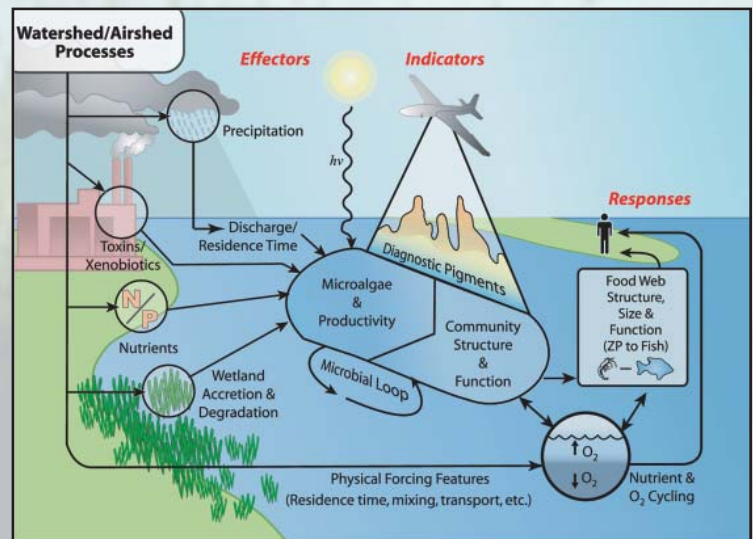 Watershed/Airshed
Processes
Effectors
Indicators
Precipitation
hv
Responses
Toxins/
Xenobiotics
Discharge/
Residence Time
Diagnostic Pigments
Microalgae
&
Productivity
Food Web
Structure,
Size &
Function
(ZP to Fish)
N/P
Nutrients
Community
Structure
&
Function
Microbial Loop
Wetland
Accretion &
Degradation
O2
O2
Physical Forcing Features
(Residence time, mixing, transport, etc.)
Nutrient &
O2 Cycling